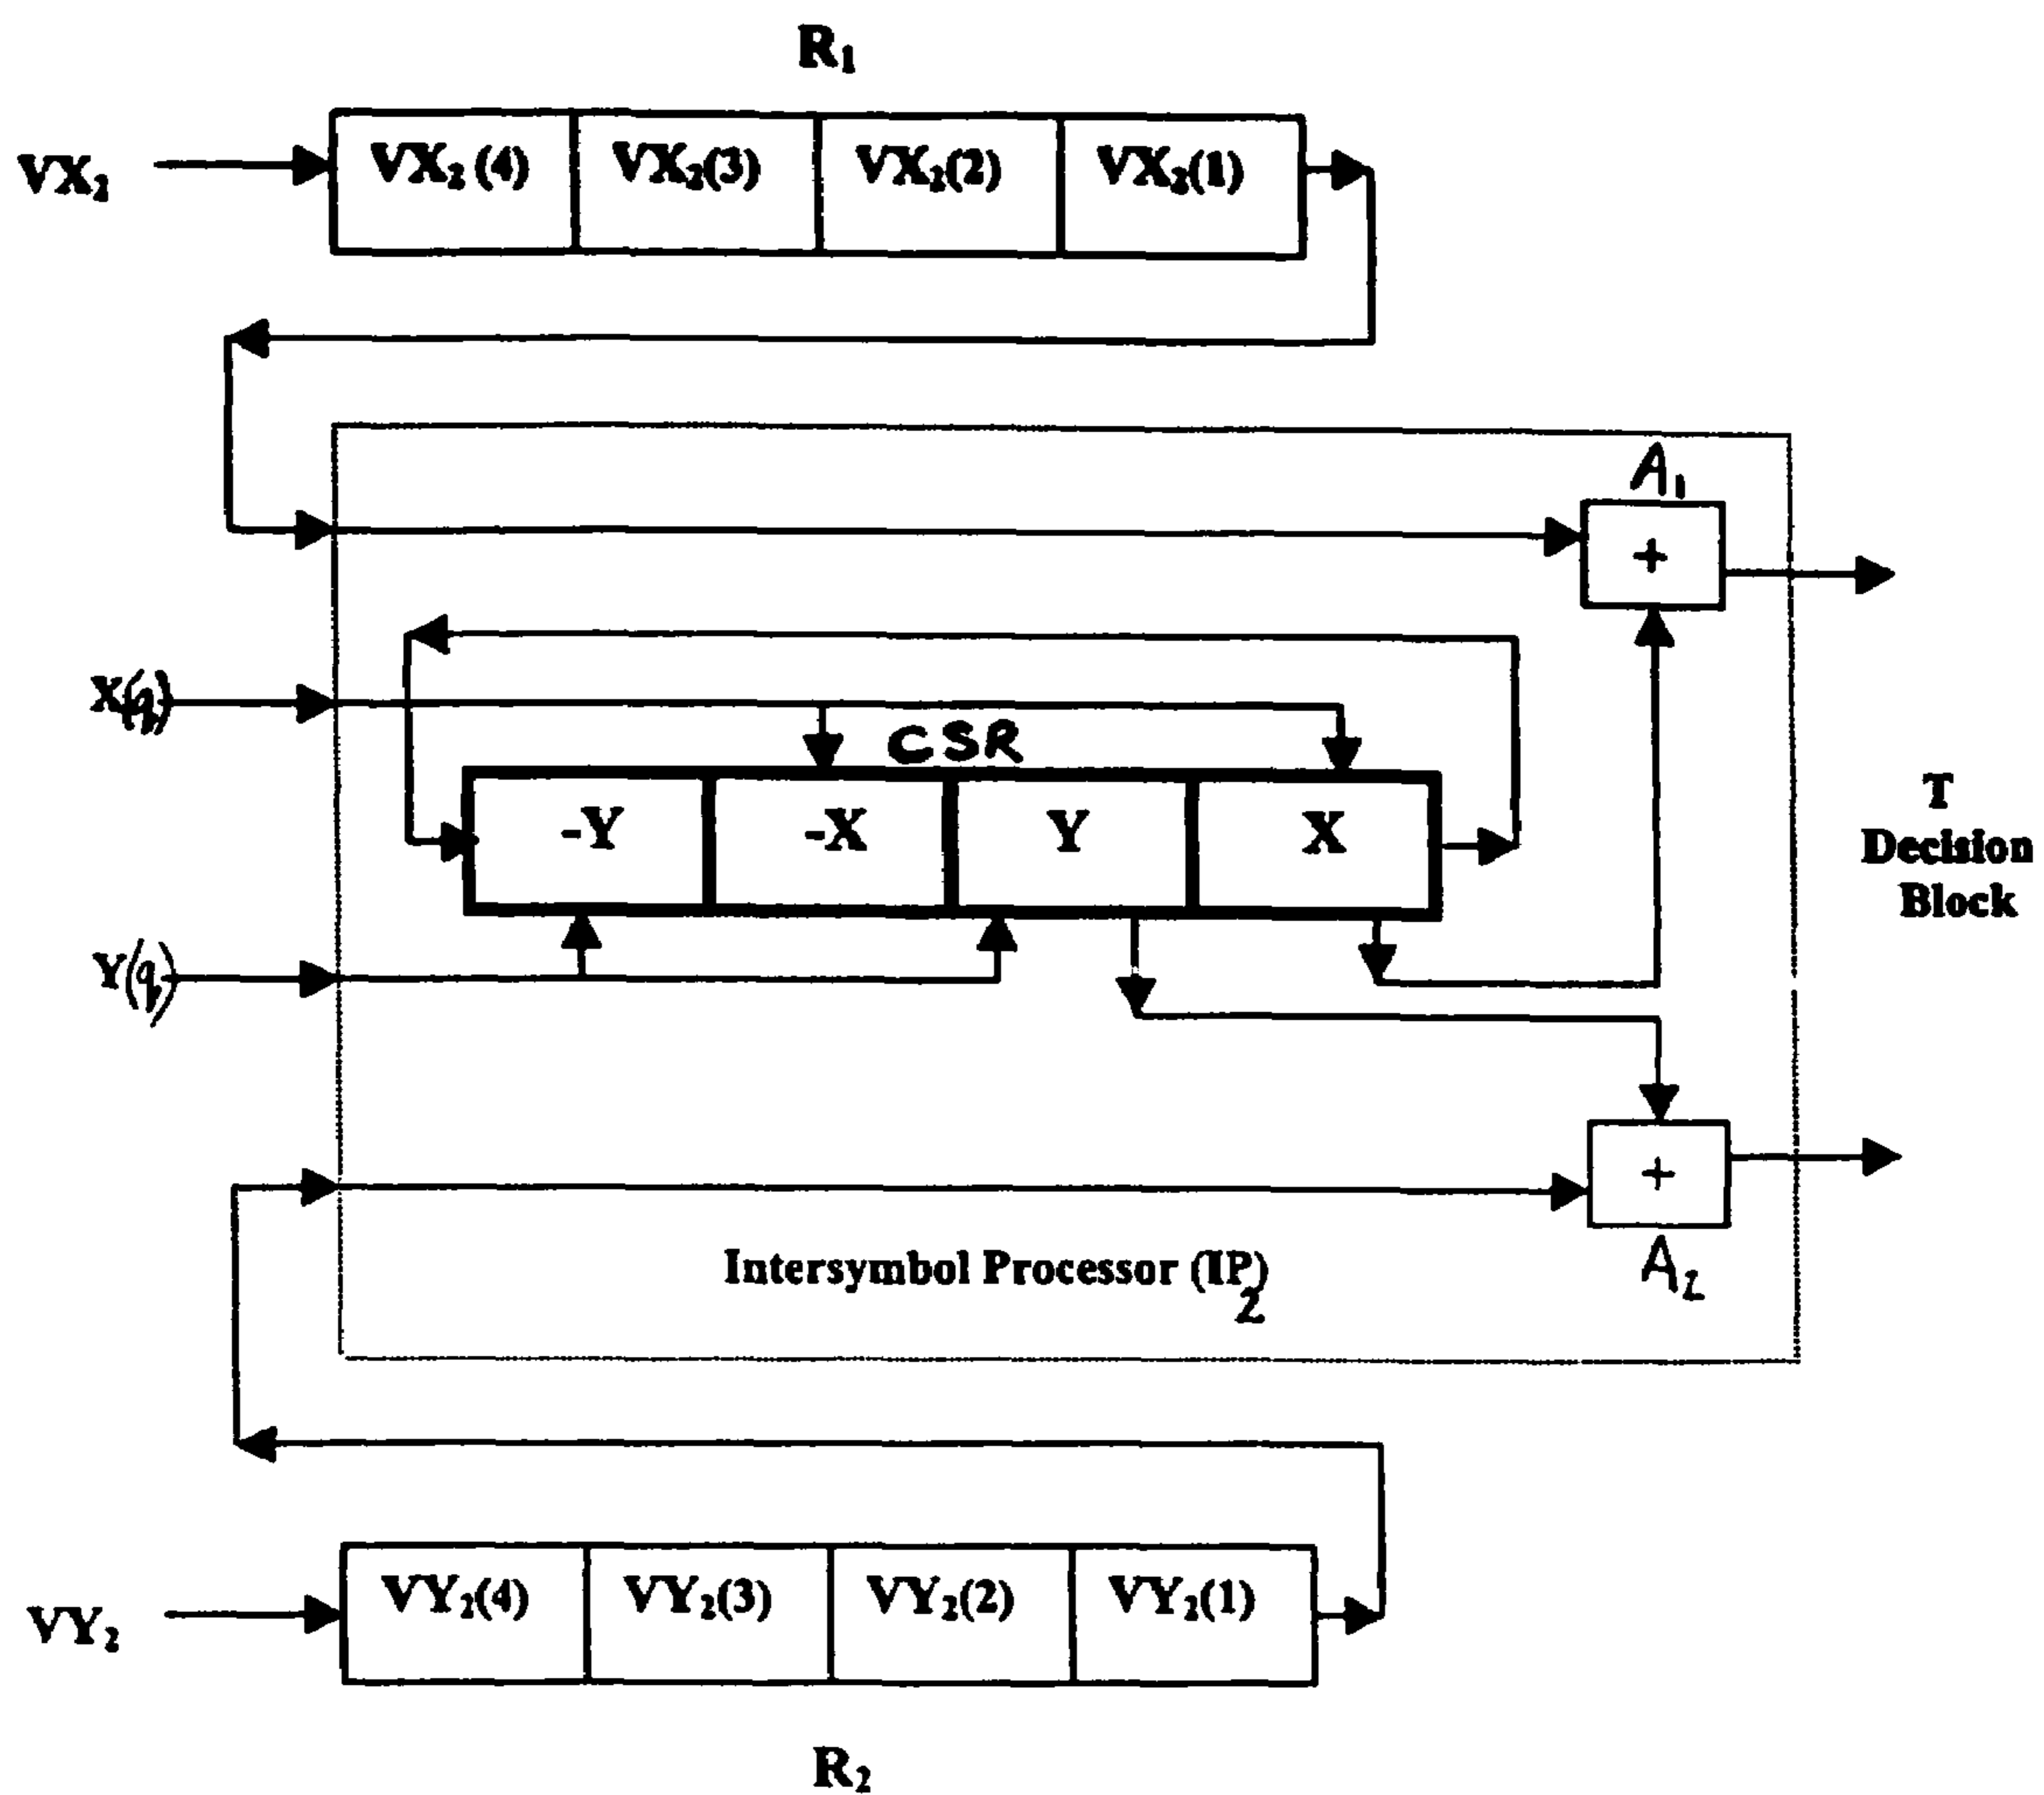 R₁
VX₂
VX₂ (4) VX₂(3) VX₂(2) VX₂(1)
A₁
+
X(q)
CSR
-Y -X Y X
T
Decision
Block
Y(q)
+
Intersymbol Processor (IP)
2
A₂
VY₂
VY₂(4) VY₂(3) VY₂(2) VY₂(1)
R₂